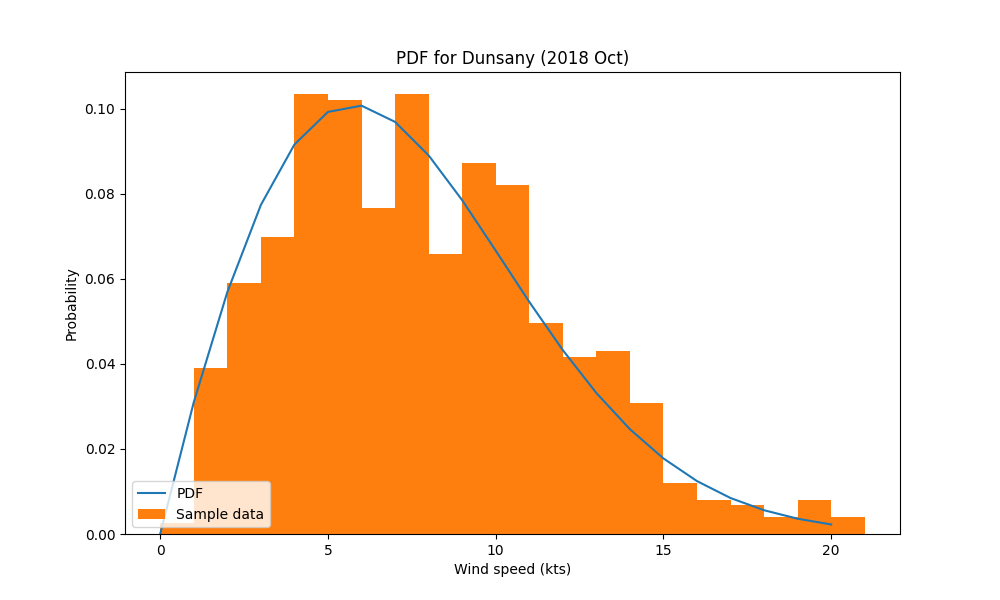 PDF for Dunsany (2018 Oct)
0.10
0.08
0.06
0.04
0.02
0.00
Probability
PDF
Sample data
0 5 10 15 20
Wind speed (kts)